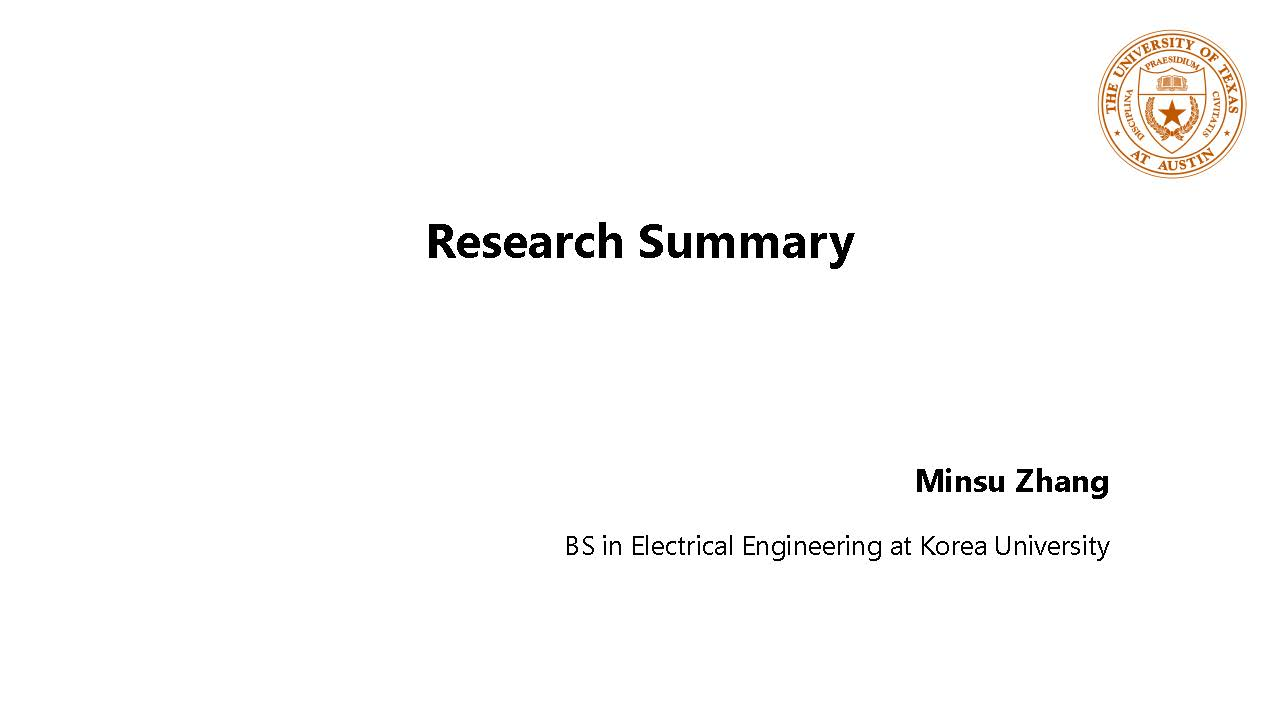 THE UNIVERSITY OF TEXAS
AT AUSTIN
PRAESIDIUM
DISCIPLINA
CIVITATIS
Research Summary
Minsu Zhang
BS in Electrical Engineering at Korea University